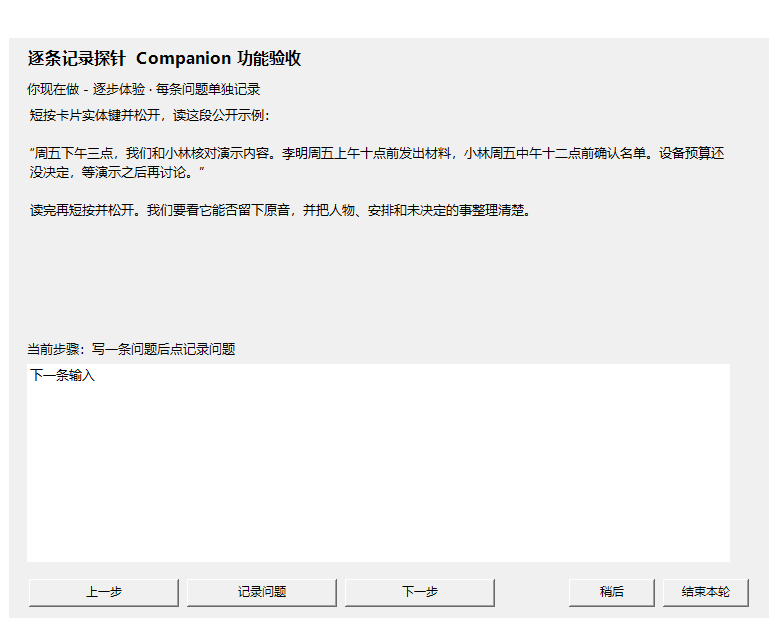 逐条记录探针 Companion 功能验收
你现在做 - 逐步体验 · 每条问题单独记录
短按卡片实体键并松开，读这段公开示例：
“周五下午三点，我们和小林核对演示内容。李明周五上午十点前发出材料，小林周五中午十二点前确认名单。设备预算还
没决定，等演示之后再讨论。”
读完再短按并松开。我们要看它能否留下原音，并把人物、安排和未决定的事整理清楚。
当前步骤：写一条问题后点记录问题
下一条输入
上一步 记录问题 下一步 稍后 结束本轮